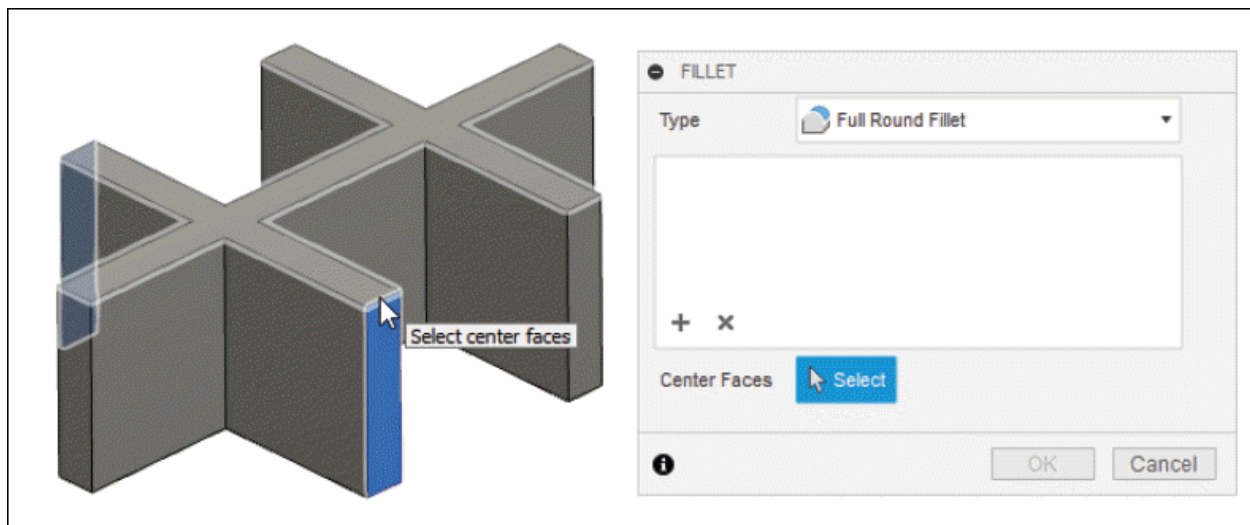 FILLET
Type
Full Round Fillet
Select center faces
Center Faces
Select
OK
Cancel